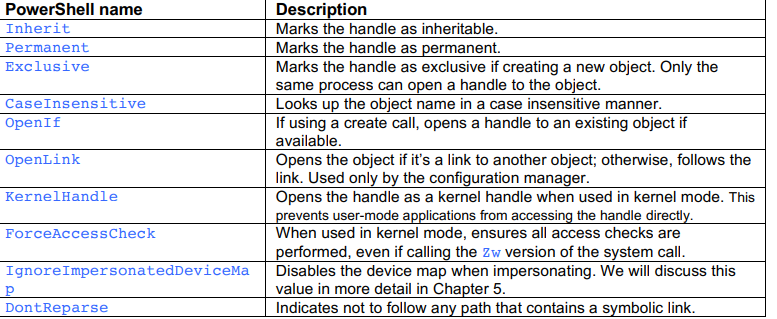 PowerShell name Description
Inherit Marks the handle as inheritable.
Permanent Marks the handle as permanent.
Exclusive Marks the handle as exclusive if creating a new object. Only the
same process can open a handle to the object.
CaseInsensitive Looks up the object name in a case insensitive manner.
OpenIf If using a create call, opens a handle to an existing object if
available.
OpenLink Opens the object if it's a link to another object; otherwise, follows the
link. Used only by the configuration manager.
KernelHandle Opens the handle as a kernel handle when used in kernel mode. This
prevents user-mode applications from accessing the handle directly.
ForceAccessCheck When used in kernel mode, ensures all access checks are
performed, even if calling the Zw version of the system call.
IgnoreImpersonatedDeviceMa Disables the device map when impersonating. We will discuss this
p value in more detail in Chapter 5.
DontReparse Indicates not to follow any path that contains a symbolic link.